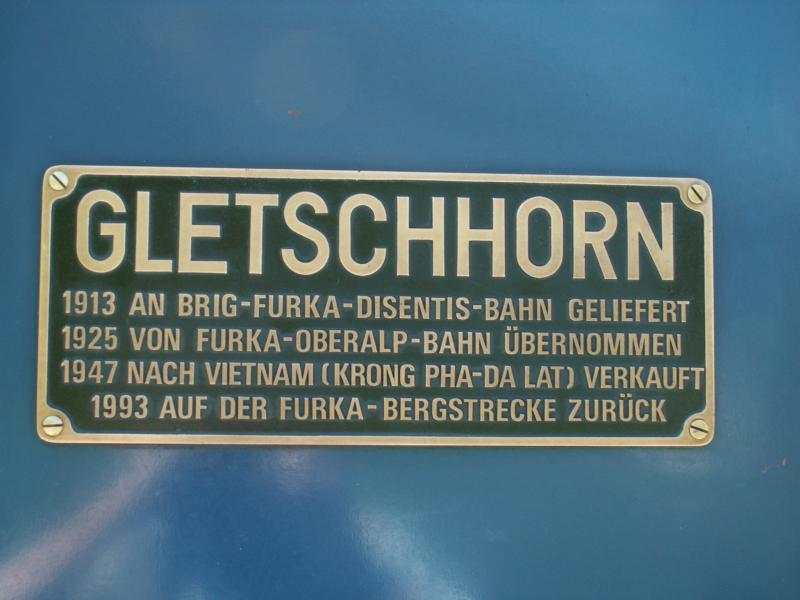 GLETSCHHORN
1913 AN BRIG-FURKA-DISENTIS-BAHN GELIEFERT
1925 VON FURKA-OBERALP-BAHN ÜBERNOMMEN
1947 NACH VIETNAM (KRONG PHA-DA LAT) VERKAUFT
1993 AUF DER FURKA-BERGSTRECKE ZURÜCK